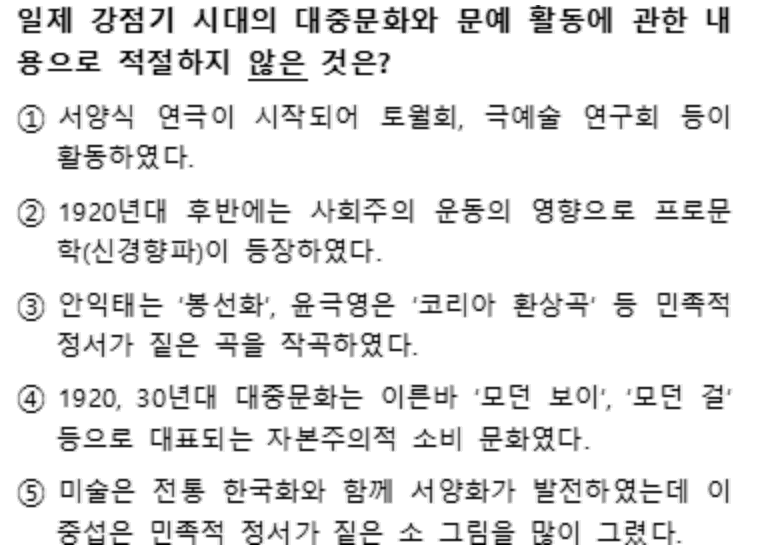 일제 강점기 시대의 대중문화와 문예 활동에 관한 내
용으로 적절하지 않은 것은?
① 서양식 연극이 시작되어 토월회, 극예술 연구회 등이
활동하였다.
② 1920년대 후반에는 사회주의 운동의 영향으로 프로문
학(신경향파)이 등장하였다.
③ 안익태는 '봉선화', 윤극영은 '코리아 환상곡' 등 민족적
정서가 짙은 곡을 작곡하였다.
④ 1920, 30년대 대중문화는 이른바 '모던 보이', '모던 걸'
등으로 대표되는 자본주의적 소비 문화였다.
⑤ 미술은 전통 한국화와 함께 서양화가 발전하였는데 이
중섭은 민족적 정서가 짙은 소 그림을 많이 그렸다.